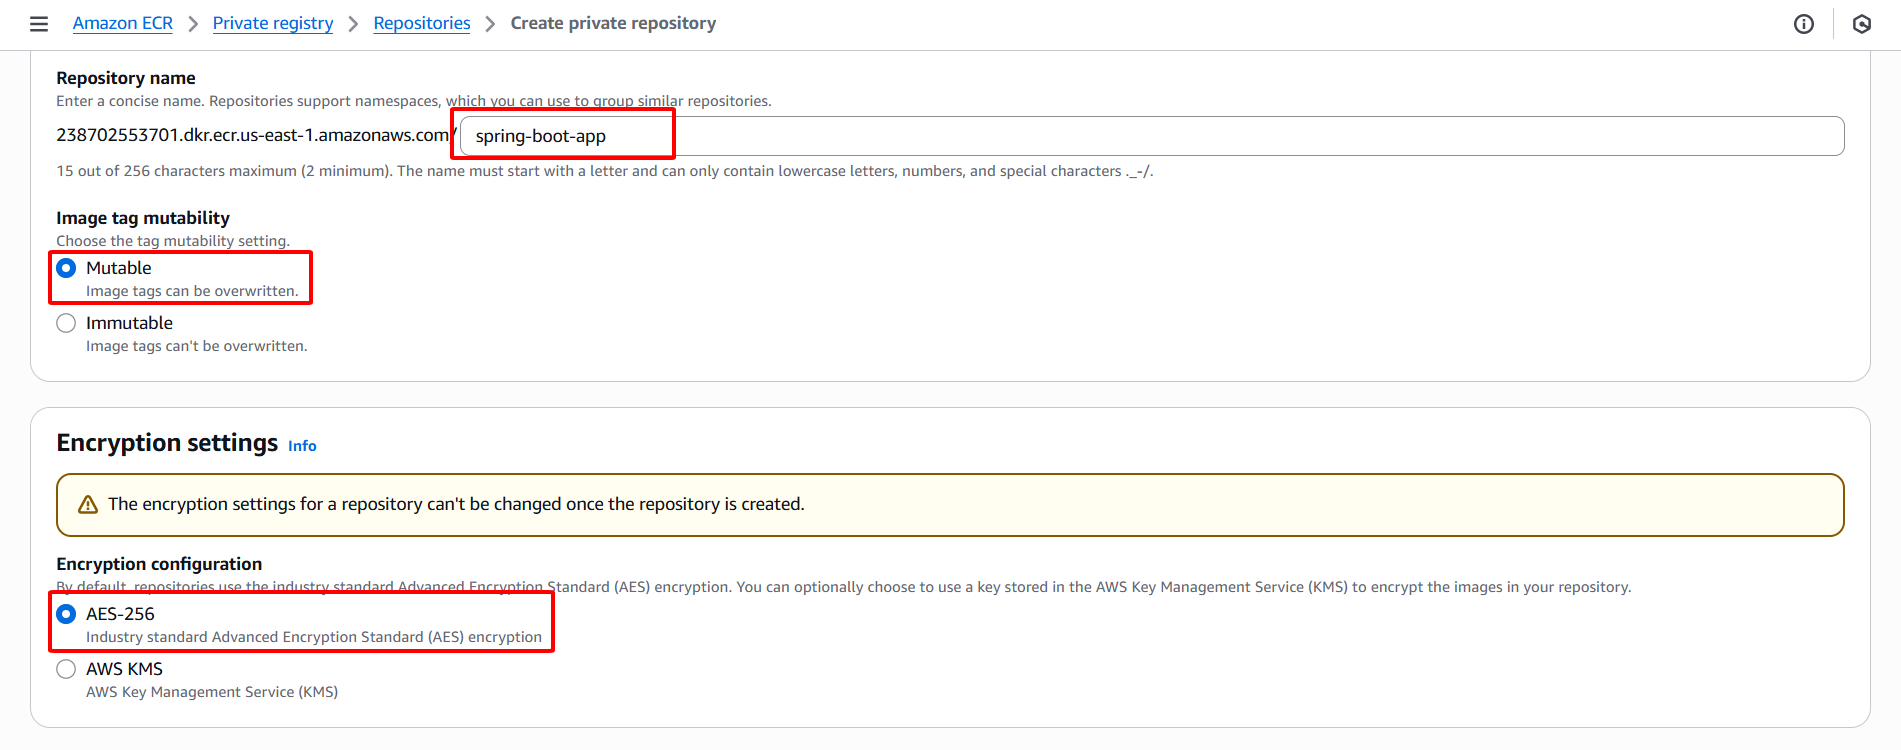 Amazon ECR > Private registry > Repositories > Create private repository
Repository name
Enter a concise name. Repositories support namespaces, which you can use to group similar repositories.
238702553701.dkr.ecr.us-east-1.amazonaws.com/ spring-boot-app
15 out of 256 characters maximum (2 minimum). The name must start with a letter and can only contain lowercase letters, numbers, and special characters ._-/.
Image tag mutability
Choose the tag mutability setting.
Mutable
Image tags can be overwritten.
Immutable
Image tags can't be overwritten.
Encryption settings Info
The encryption settings for a repository can't be changed once the repository is created.
Encryption configuration
By default, repositories use the industry standard Advanced Encryption Standard (AES) encryption. You can optionally choose to use a key stored in the AWS Key Management Service (KMS) to encrypt the images in your repository.
AES-256
Industry standard Advanced Encryption Standard (AES) encryption
AWS KMS
AWS Key Management Service (KMS)